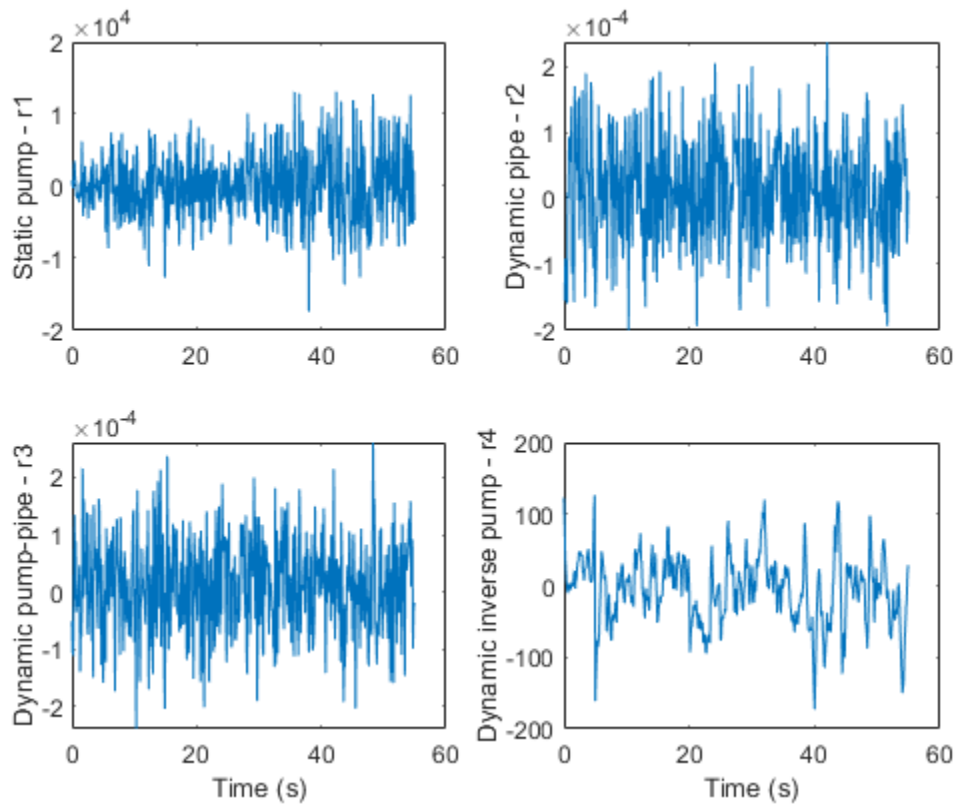 × 10^4
2
1
0
-1
-2
0 20 40 60
Static pump - r1
× 10^-4
2
1
0
-1
-2
0 20 40 60
Dynamic pipe - r2
× 10^-4
2
1
0
-1
-2
0 20 40 60
Dynamic pump-pipe - r3
Time (s)
200
100
0
-100
-200
0 20 40 60
Dynamic inverse pump - r4
Time (s)